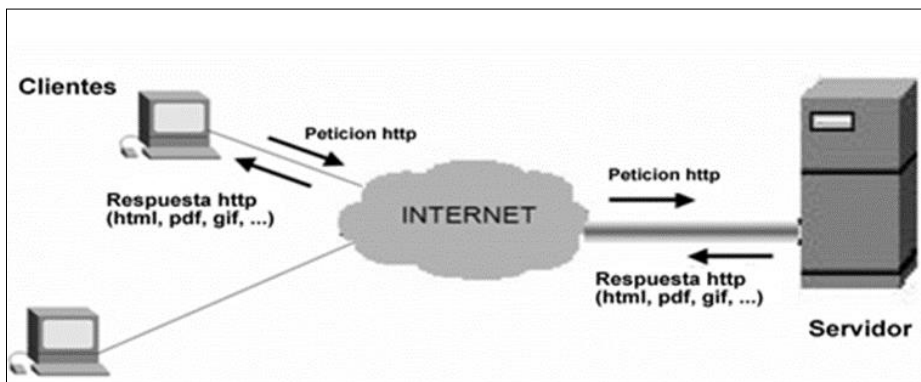 Clientes
Peticion http
Respuesta http
(html, pdf, gif, ...)
INTERNET
Peticion http
Respuesta http
(html, pdf, gif, ...)
Servidor